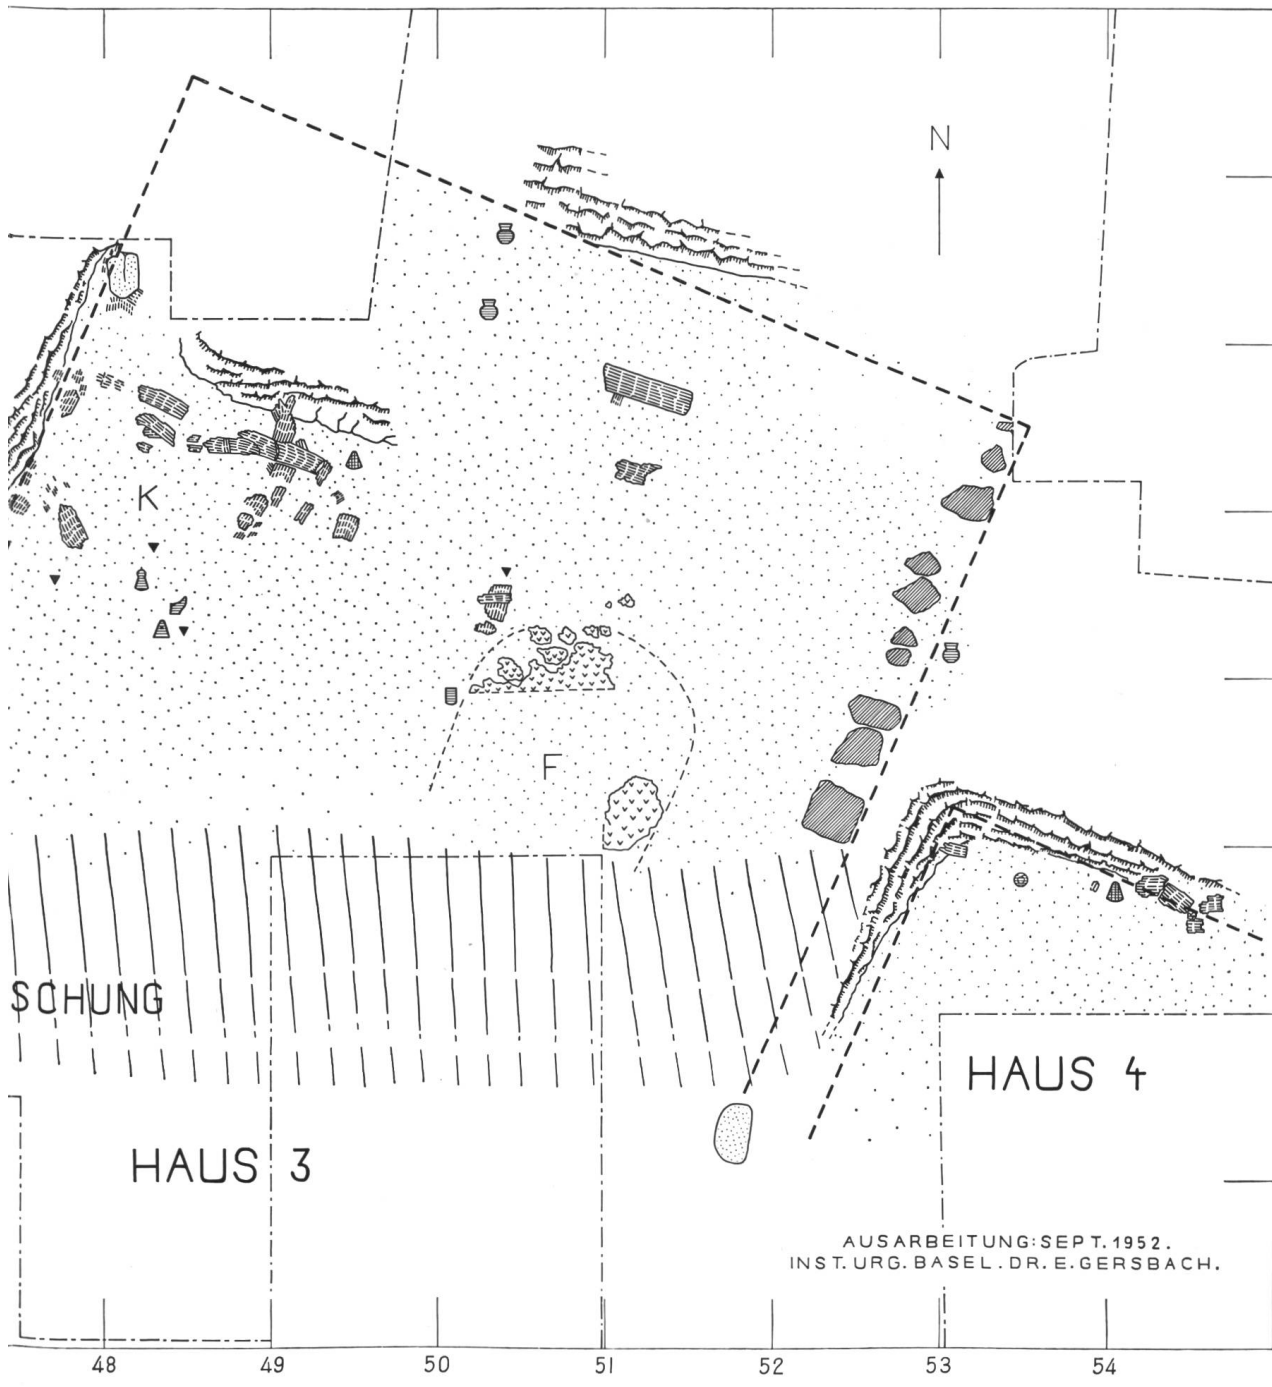 N
K
F
SCHUNG
HAUS 4
HAUS 3
AUSARBEITUNG: SEPT. 1952.
INST. URG. BASEL. DR. E. GERSBACH.
48 49 50 51 52 53 54